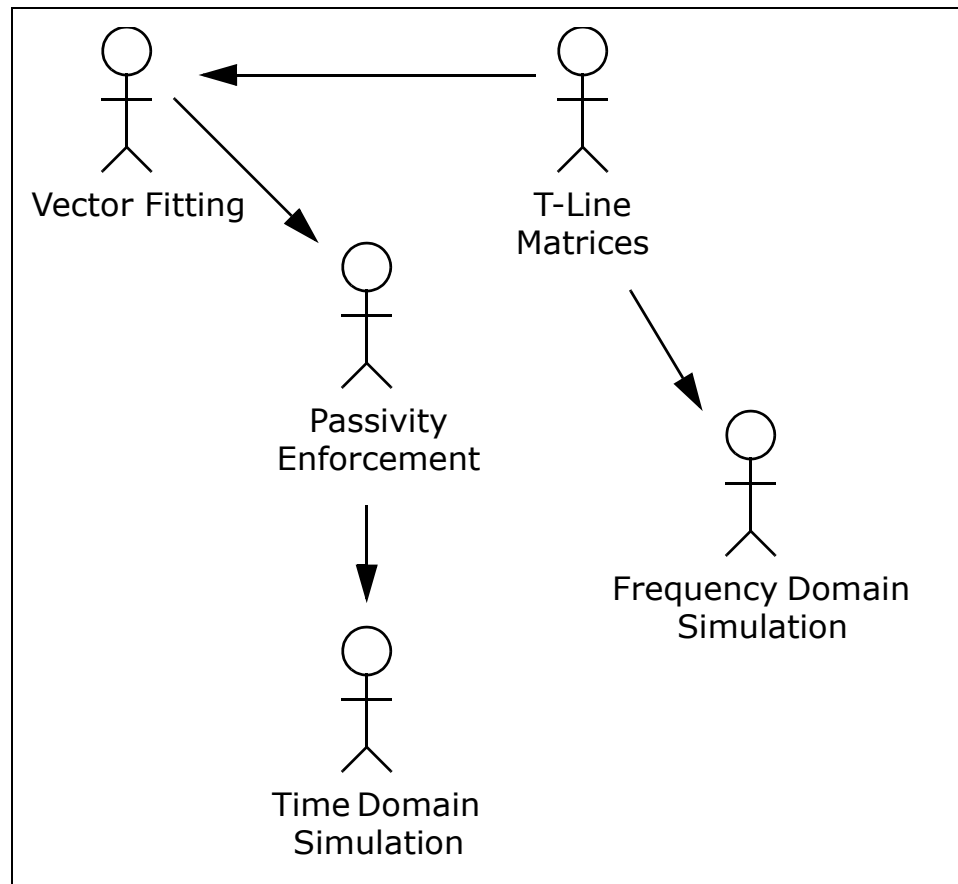 Vector Fitting
T-Line
Matrices
Passivity
Enforcement
Frequency Domain
Simulation
Time Domain
Simulation